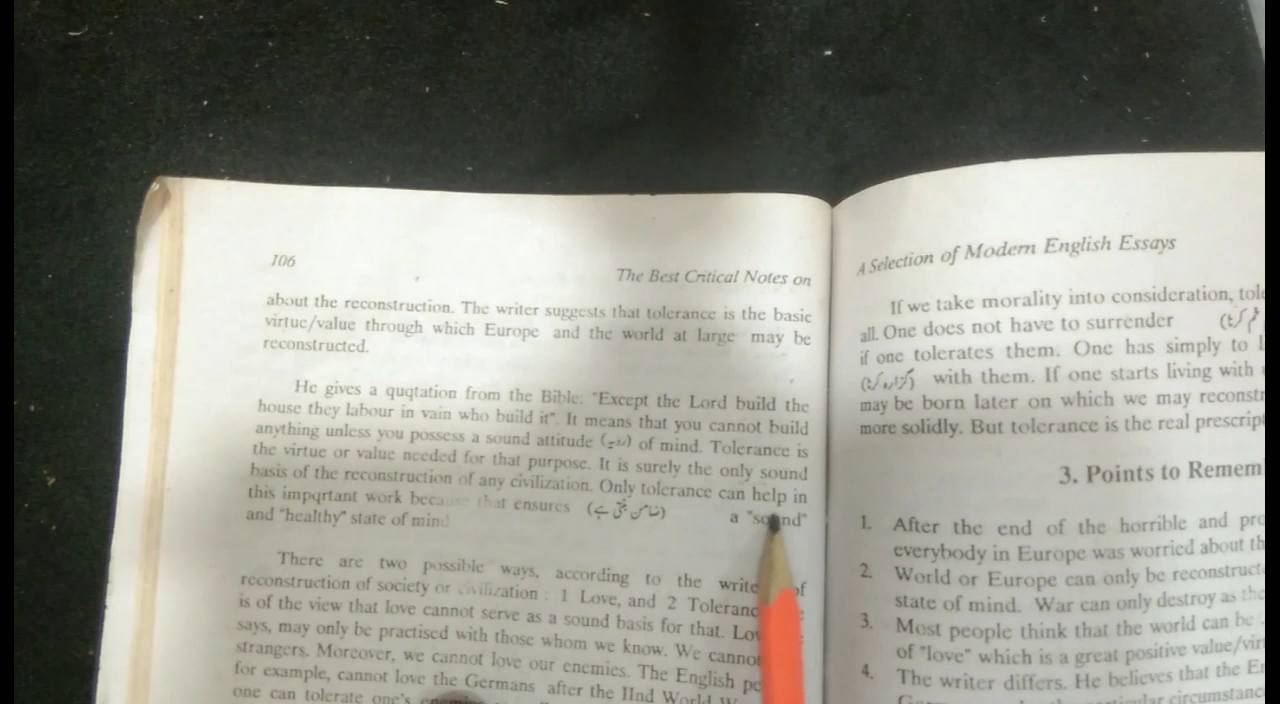 106
The Best Critical Notes on
about the reconstruction. The writer suggests that tolerance is the basic
virtue/value through which Europe and the world at large may be
reconstructed.
He gives a quqtation from the Bible: "Except the Lord build the
house they labour in vain who build it". It means that you cannot build
anything unless you possess a sound attitude of mind. Tolerance is
the virtue or value needed for that purpose. It is surely the only sound
basis of the reconstruction of any civilization. Only tolerance can help in
this impqrtant work because that ensures (ضامن بنتی ہے) a "sound"
and "healthy" state of mind
There are two possible ways, according to the write of
reconstruction of society or civilization : 1 Love, and 2 Toleranc
is of the view that love cannot serve as a sound basis for that. Lo
says, may only be practised with those whom we know. We canno
strangers. Moreover, we cannot love our enemies. The English pe
for example, cannot love the Germans after the IInd World W
one can tolerate one's
A Selection of Modern English Essays
If we take morality into consideration, tole
all. One does not have to surrender
if one tolerates them. One has simply to l
(گزارہ کرنا) with them. If one starts living with
may be born later on which we may reconstr
more solidly. But tolerance is the real prescrip
3. Points to Remem
1. After the end of the horrible and pro
everybody in Europe was worried about th
2. World or Europe can only be reconstruct
state of mind. War can only destroy as the
3. Most people think that the world can be
of "love" which is a great positive value/vir
4. The writer differs. He believes that the E
circumstanc